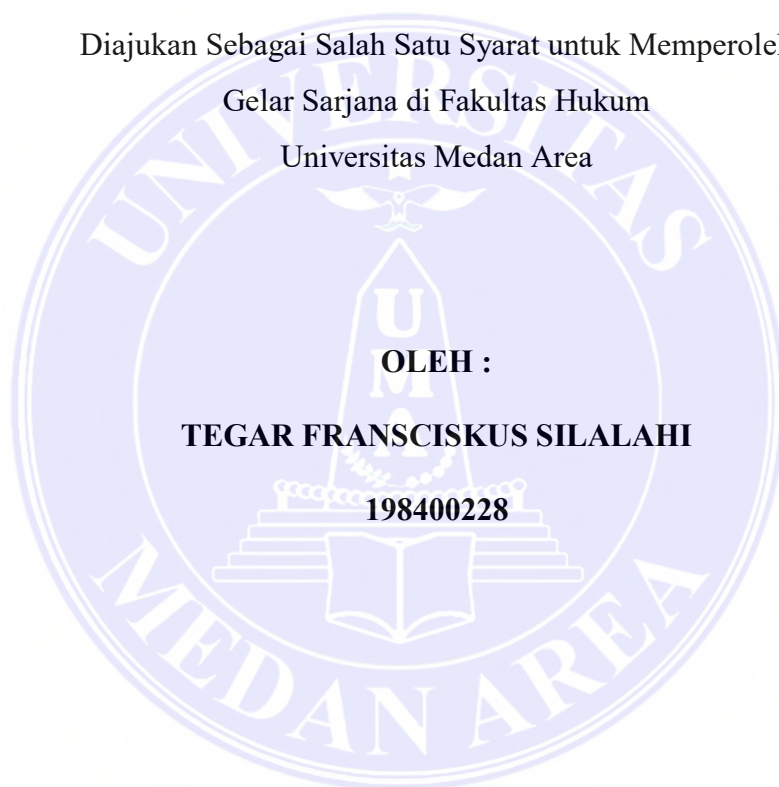 Diajukan Sebagai Salah Satu Syarat untuk Memperoleh
Gelar Sarjana di Fakultas Hukum
Universitas Medan Area
UNIVERSITAS
UMA
OLEH :
TEGAR FRANSCISKUS SILALAHI
198400228
MEDAN AREA